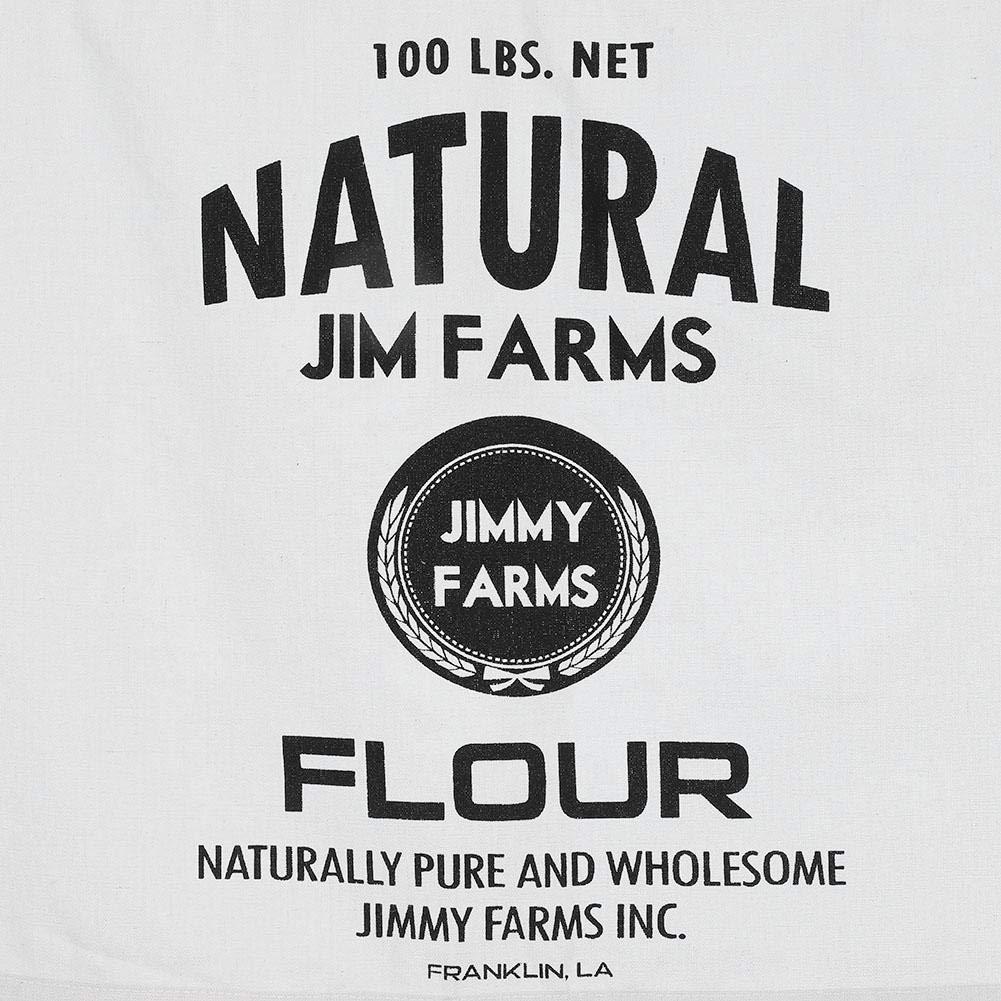 100 LBS. NET
NATURAL
JIM FARMS
JIMMY
FARMS
FLOUR
NATURALLY PURE AND WHOLESOME
JIMMY FARMS INC.
FRANKLIN, LA